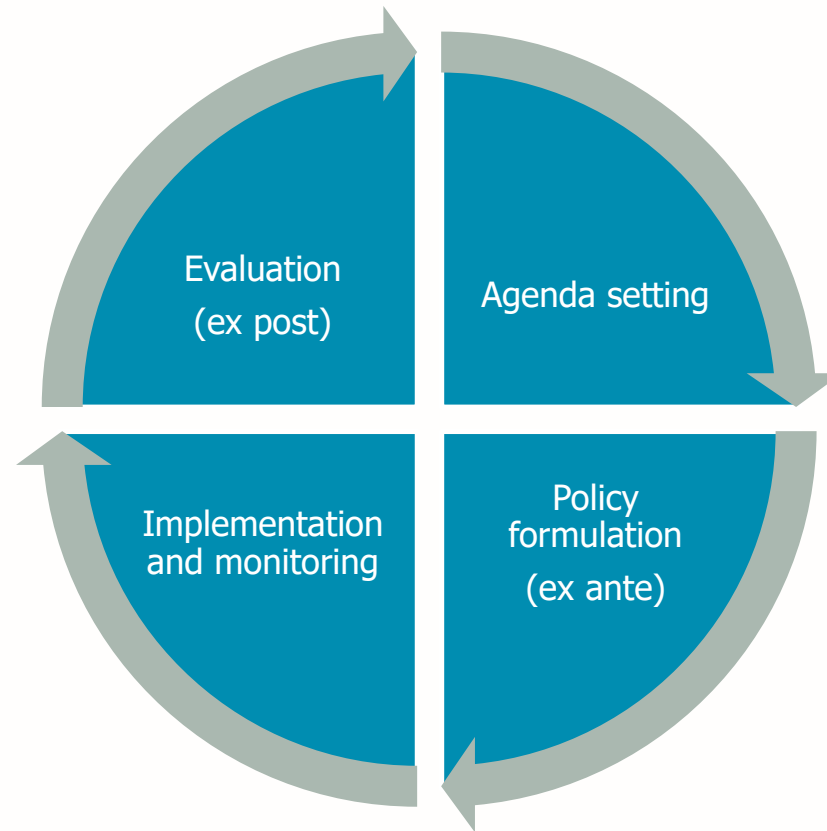 Evaluation
(ex post)
Agenda setting
Implementation
and monitoring
Policy
formulation
(ex ante)